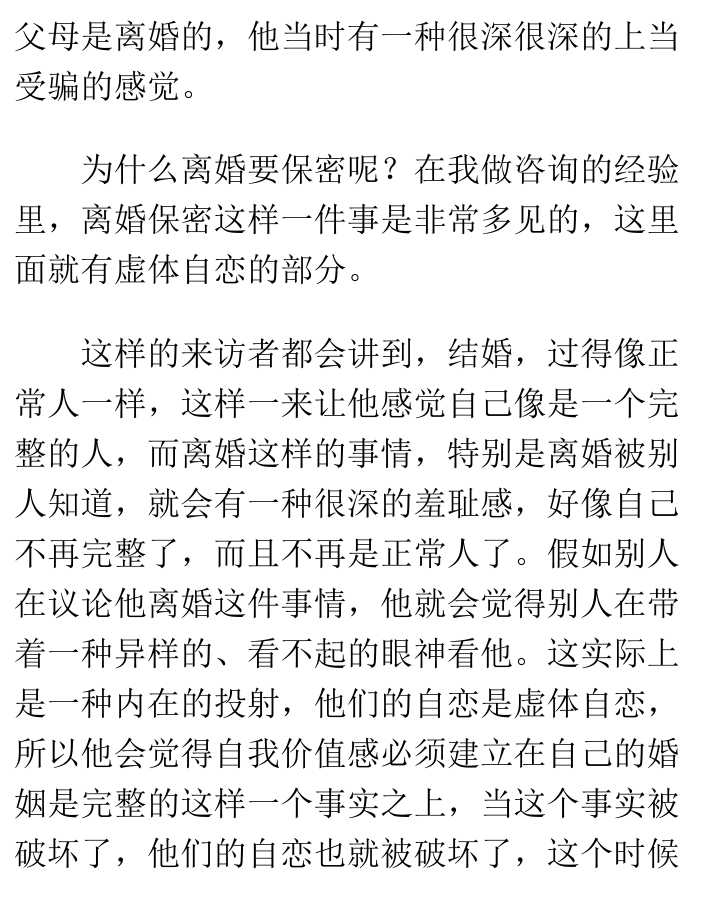 父母是离婚的，他当时有一种很深很深的上当
受骗的感觉。
为什么离婚要保密呢？在我做咨询的经验
里，离婚保密这样一件事是非常多见的，这里
面就有虚体自恋的部分。
这样的来访者都会讲到，结婚，过得像正
常人一样，这样一来让他感觉自己像是一个完
整的人，而离婚这样的事情，特别是离婚被别
人知道，就会有一种很深的羞耻感，好像自己
不再完整了，而且不再是正常人了。假如别人
在议论他离婚这件事情，他就会觉得别人在带
着一种异样的、看不起的眼神看他。这实际上
是一种内在的投射，他们的自恋是虚体自恋，
所以他会觉得自我价值感必须建立在自己的婚
姻是完整的这样一个事实之上，当这个事实被
破坏了，他们的自恋也就被破坏了，这个时候